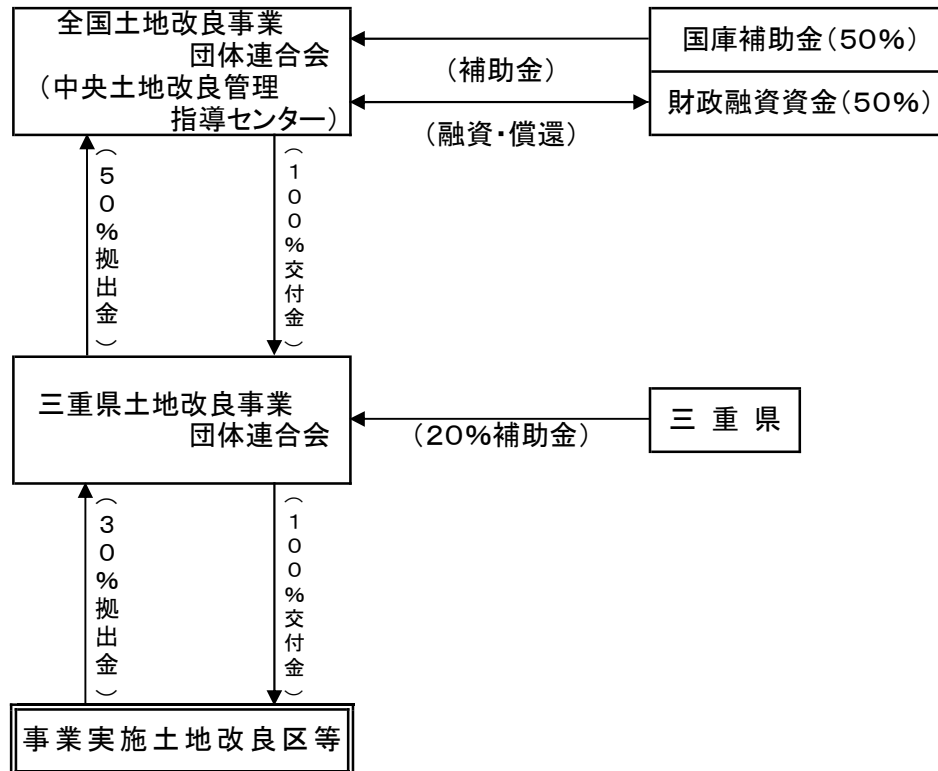 全国土地改良事業
団体連合会
（中央土地改良管理
指導センター）
国庫補助金（50％）
（補助金）
財政融資資金（50％）
（融資・償還）
（50％拠出金）
（100％交付金）
三重県土地改良事業
団体連合会
（20％補助金）
三重県
（30％拠出金）
（100％交付金）
事業実施土地改良区等